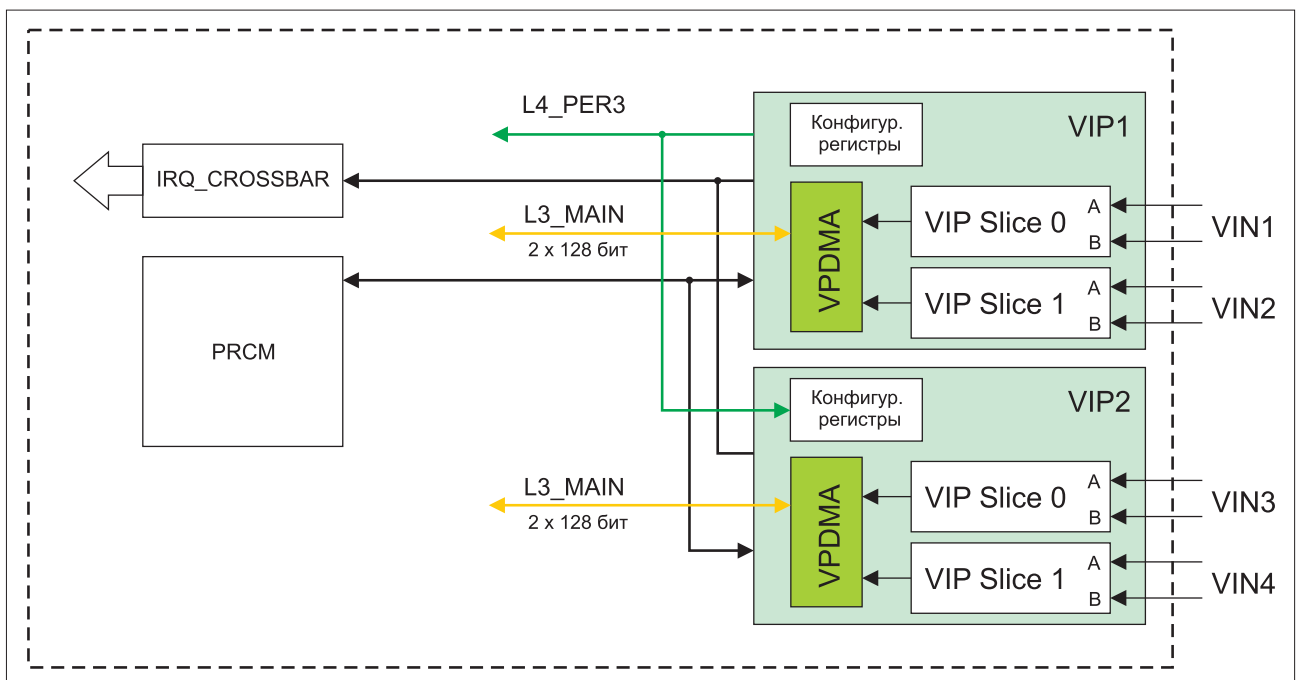 L4_PER3
Конфигур.
регистры
VIP1
IRQ_CROSSBAR
L3_MAIN
2 x 128 бит
VPDMA
VIP Slice 0
A
B
VIN1
VIP Slice 1
A
B
VIN2
PRCM
Конфигур.
регистры
VIP2
L3_MAIN
2 x 128 бит
VPDMA
VIP Slice 0
A
B
VIN3
VIP Slice 1
A
B
VIN4